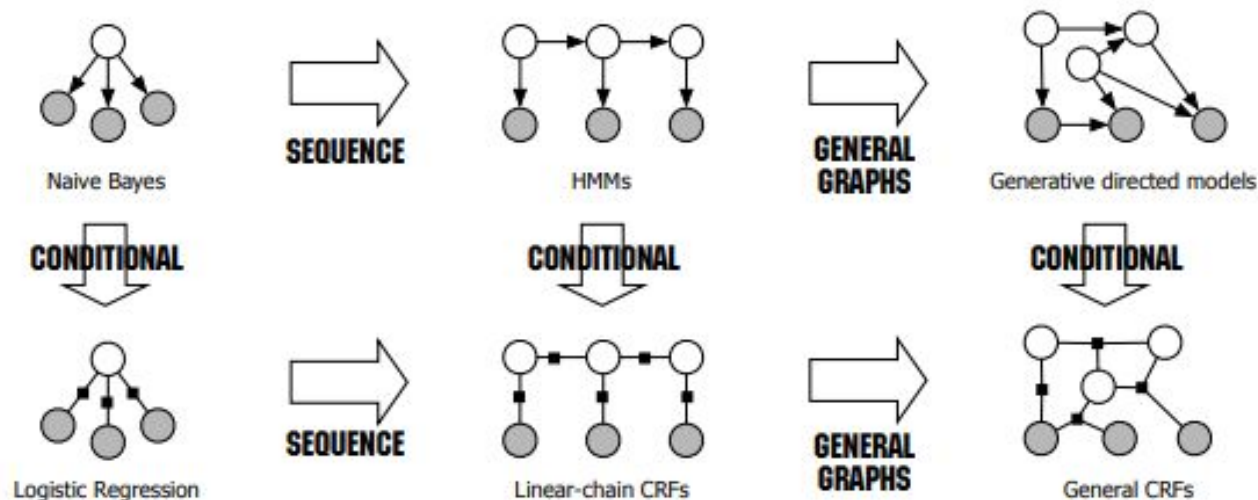 SEQUENCE
GENERAL
GRAPHS
Naive Bayes
HMMs
Generative directed models
CONDITIONAL
CONDITIONAL
CONDITIONAL
SEQUENCE
GENERAL
GRAPHS
Logistic Regression
Linear-chain CRFs
General CRFs